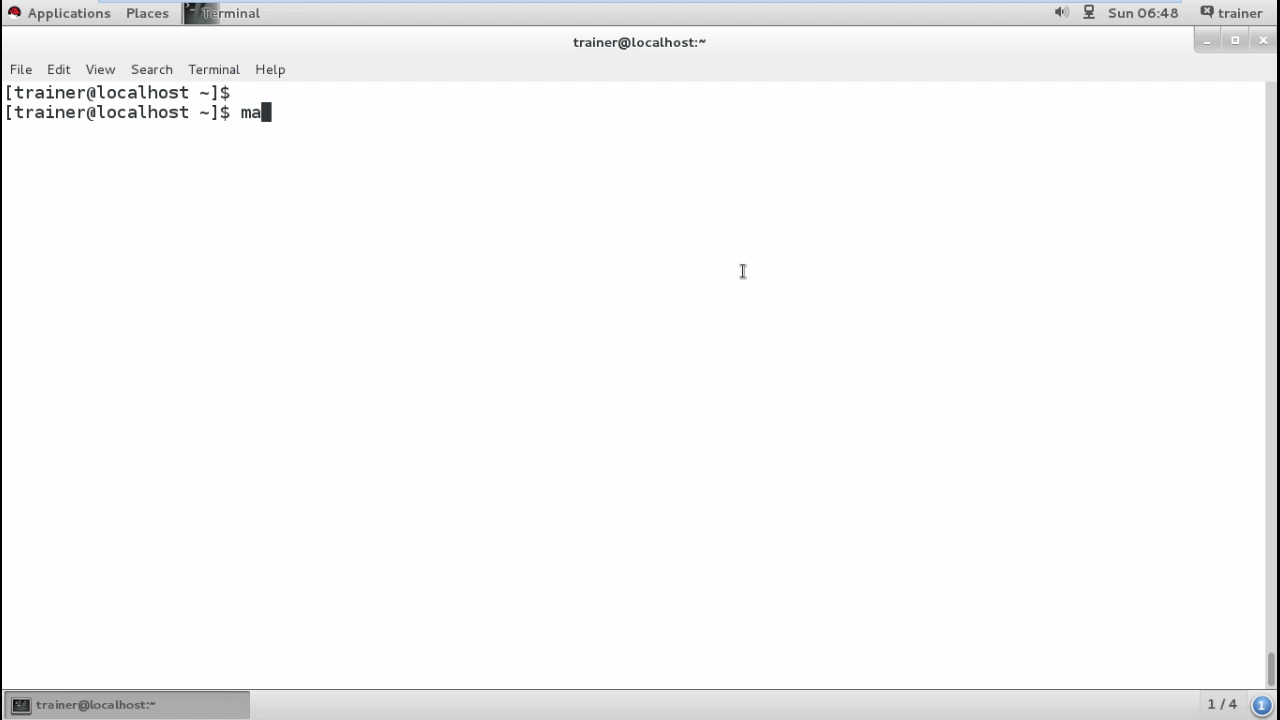 Applications Places Terminal Sun 06:48 trainer
trainer@localhost:~
File Edit View Search Terminal Help
[trainer@localhost ~]$
[trainer@localhost ~]$ ma
trainer@localhost:~ 1 / 4 1